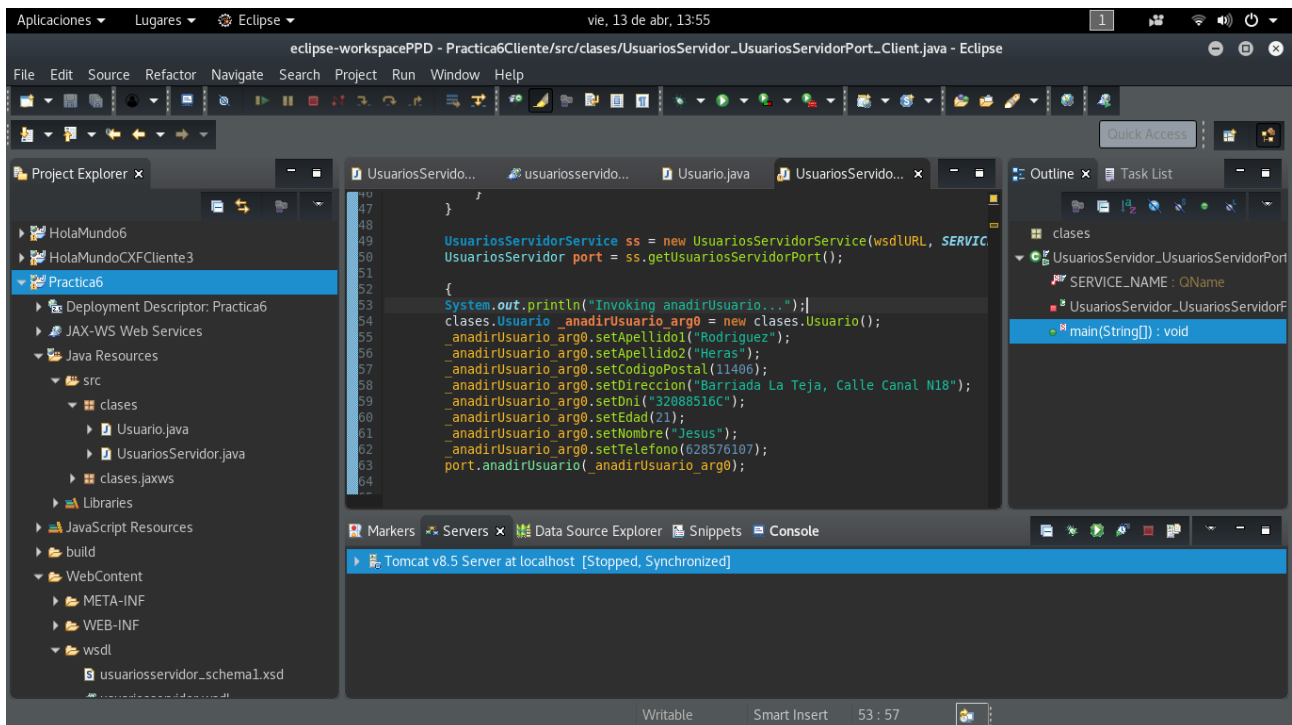 Aplicaciones Lugares Eclipse vie, 13 de abr, 13:55 1
eclipse-workspacePPD - Practica6Cliente/src/clases/UsuariosServidor_UsuariosServidorPort_Client.java - Eclipse
File Edit Source Refactor Navigate Search Project Run Window Help
Quick Access
Project Explorer
HolaMundo6
HolaMundoCXFCliente3
Practica6
Deployment Descriptor: Practica6
JAX-WS Web Services
Java Resources
src
clases
Usuario.java
UsuariosServidor.java
clases.jaxws
Libraries
JavaScript Resources
build
WebContent
META-INF
WEB-INF
wsdl
usuariosservidor_schema1.xsd
UsuariosServido... usuariosservido... Usuario.java UsuariosServido...
46 }
47 }
48
49 UsuariosServidorService ss = new UsuariosServidorService(wsdlURL, SERVIC
50 UsuariosServidor port = ss.getUsuariosServidorPort();
51
52 {
53 System.out.println("Invoking anadirUsuario...");
54 clases.Usuario _anadirUsuario_arg0 = new clases.Usuario();
55 _anadirUsuario_arg0.setApellido1("Rodriguez");
56 _anadirUsuario_arg0.setApellido2("Heras");
57 _anadirUsuario_arg0.setCodigoPostal(11406);
58 _anadirUsuario_arg0.setDireccion("Barriada La Teja, Calle Canal N18");
59 _anadirUsuario_arg0.setDni("32088516C");
60 _anadirUsuario_arg0.setEdad(21);
61 _anadirUsuario_arg0.setNombre("Jesus");
62 _anadirUsuario_arg0.setTelefono(628576107);
63 port.anadirUsuario(_anadirUsuario_arg0);
64
Outline Task List
clases
UsuariosServidor_UsuariosServidorPort
SERVICE_NAME : QName
UsuariosServidor_UsuariosServidorP
main(String[]) : void
Markers Servers Data Source Explorer Snippets Console
Tomcat v8.5 Server at localhost [Stopped, Synchronized]
Writable Smart Insert 53 : 57